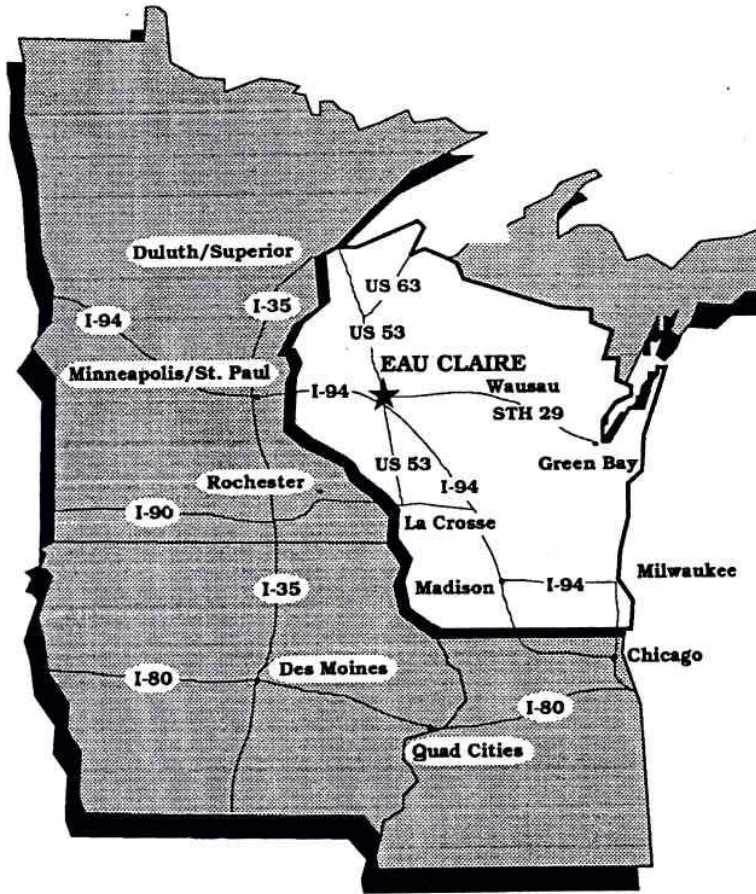 Duluth/Superior
US 63
I-35
I-94
US 53
EAU CLAIRE
Minneapolis/St. Paul
I-94
Wausau
STH 29
Green Bay
US 53
I-94
Rochester
I-90
La Crosse
Madison
I-94
Milwaukee
I-35
Chicago
Des Moines
I-80
I-80
Quad Cities